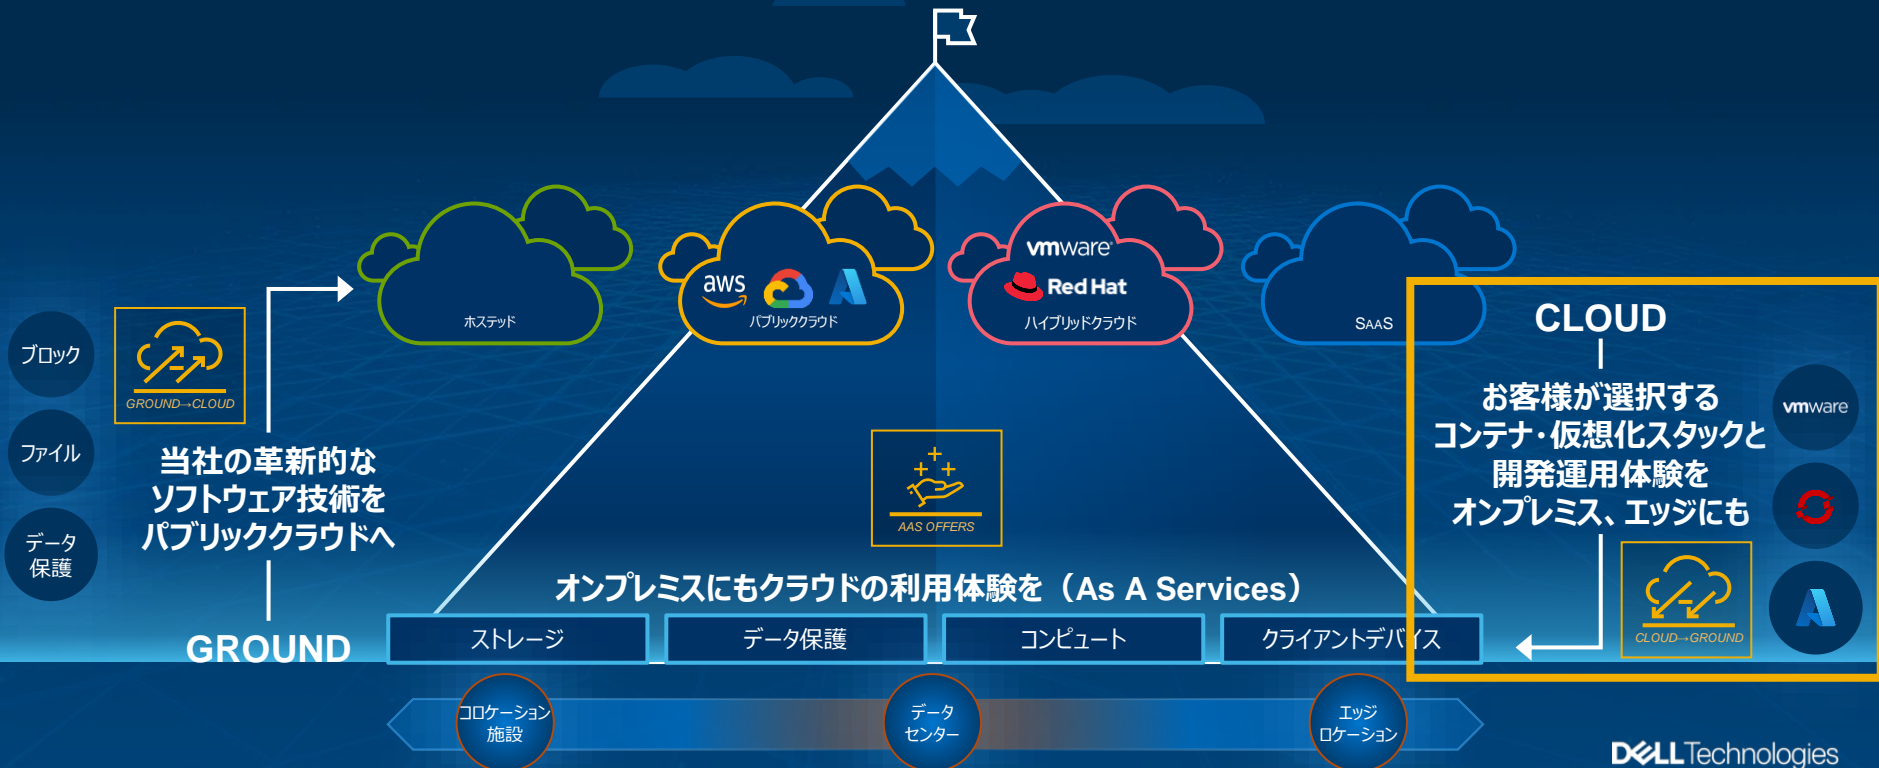 aws
パブリッククラウド
vmware
Red Hat
ハイブリッドクラウド
ホステッド
SAAS
ブロック
ファイル
データ
保護
GROUND→CLOUD
当社の革新的な
ソフトウェア技術を
パブリッククラウドへ
GROUND
AAS OFFERS
オンプレミスにもクラウドの利用体験を（As A Services）
CLOUD
お客様が選択する
コンテナ・仮想化スタックと
開発運用体験を
オンプレミス、エッジにも
CLOUD→GROUND
vmware
ストレージ
データ保護
コンピュート
クライアントデバイス
コロケーション
施設
データ
センター
エッジ
ロケーション
DELLTechnologies